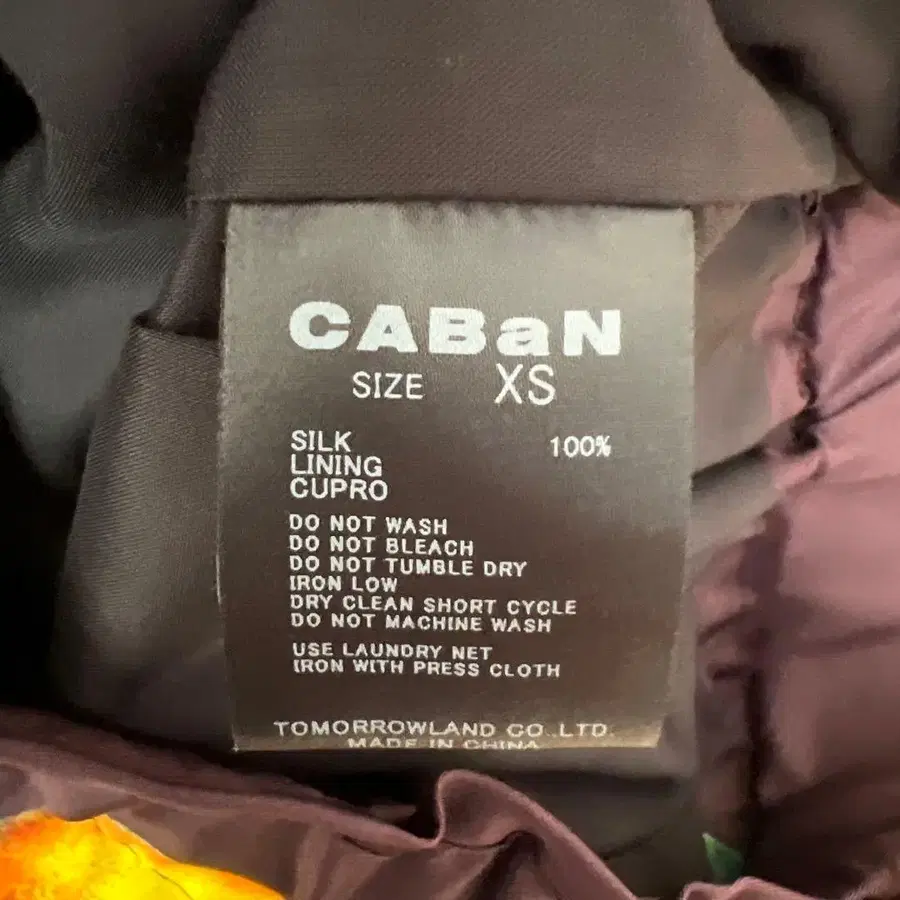 CABaN
SIZE XS
SILK 100%
LINING
CUPRO
DO NOT WASH
DO NOT BLEACH
DO NOT TUMBLE DRY
IRON LOW
DRY CLEAN SHORT CYCLE
DO NOT MACHINE WASH
USE LAUNDRY NET
IRON WITH PRESS CLOTH
TOMORROWLAND CO.,LTD.
MADE IN CHINA